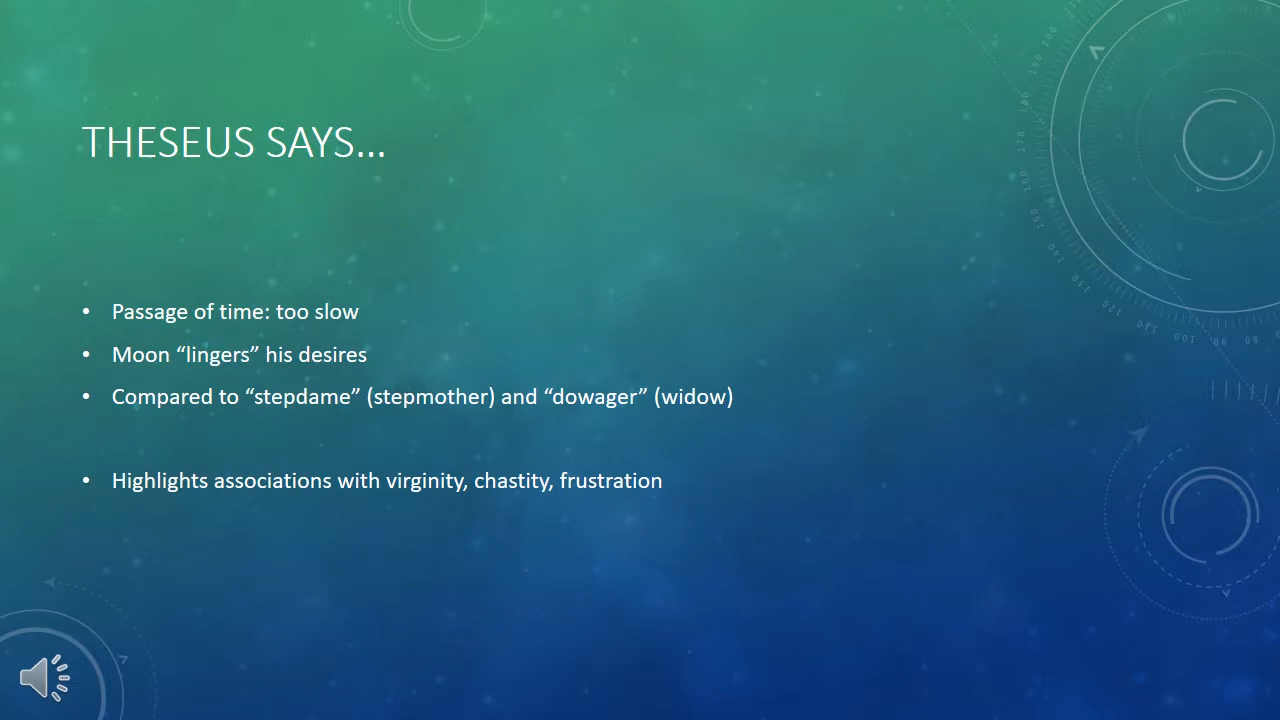 THESEUS SAYS…
• Passage of time: too slow
• Moon “lingers” his desires
• Compared to “stepdame” (stepmother) and “dowager” (widow)
• Highlights associations with virginity, chastity, frustration